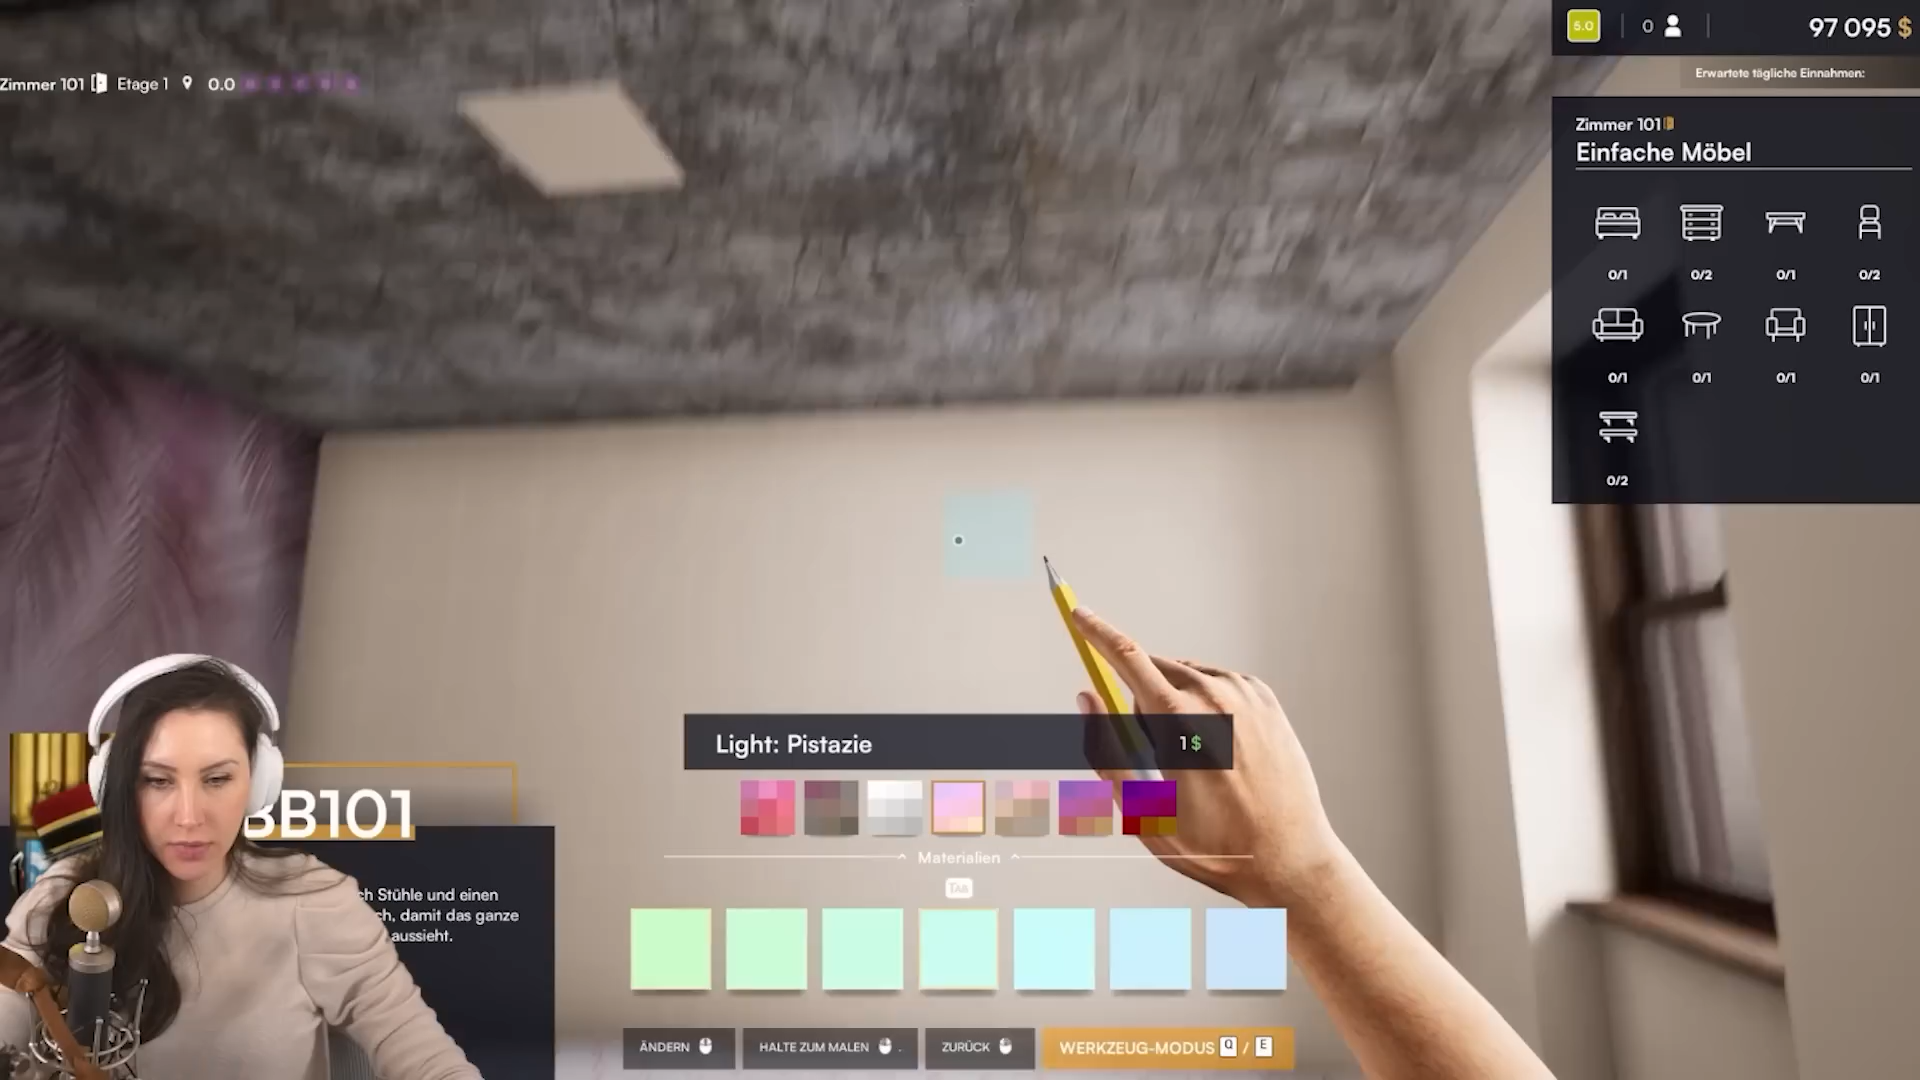 5.0
0
97 095 $
Erwartete tägliche Einnahmen:
Zimmer 101
Etage 1
0.0
Zimmer 101
Einfache Möbel
0/1
0/2
0/1
0/2
0/1
0/1
0/1
0/1
0/2
Light: Pistazie
1$
Materialien
TAB
BB101
ch Stühle und einen
ch, damit das ganze
aussieht.
ÄNDERN
HALTE ZUM MALEN
.
ZURÜCK
WERKZEUG-MODUS Q / E